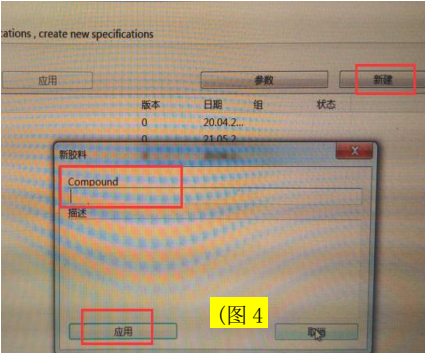 cations , create new specifications
应用 参数 新建
版本 日期 组 状态
0 20.04.2...
0 21.05.2
新胶料
Compound
描述
应用
取消
(图 4